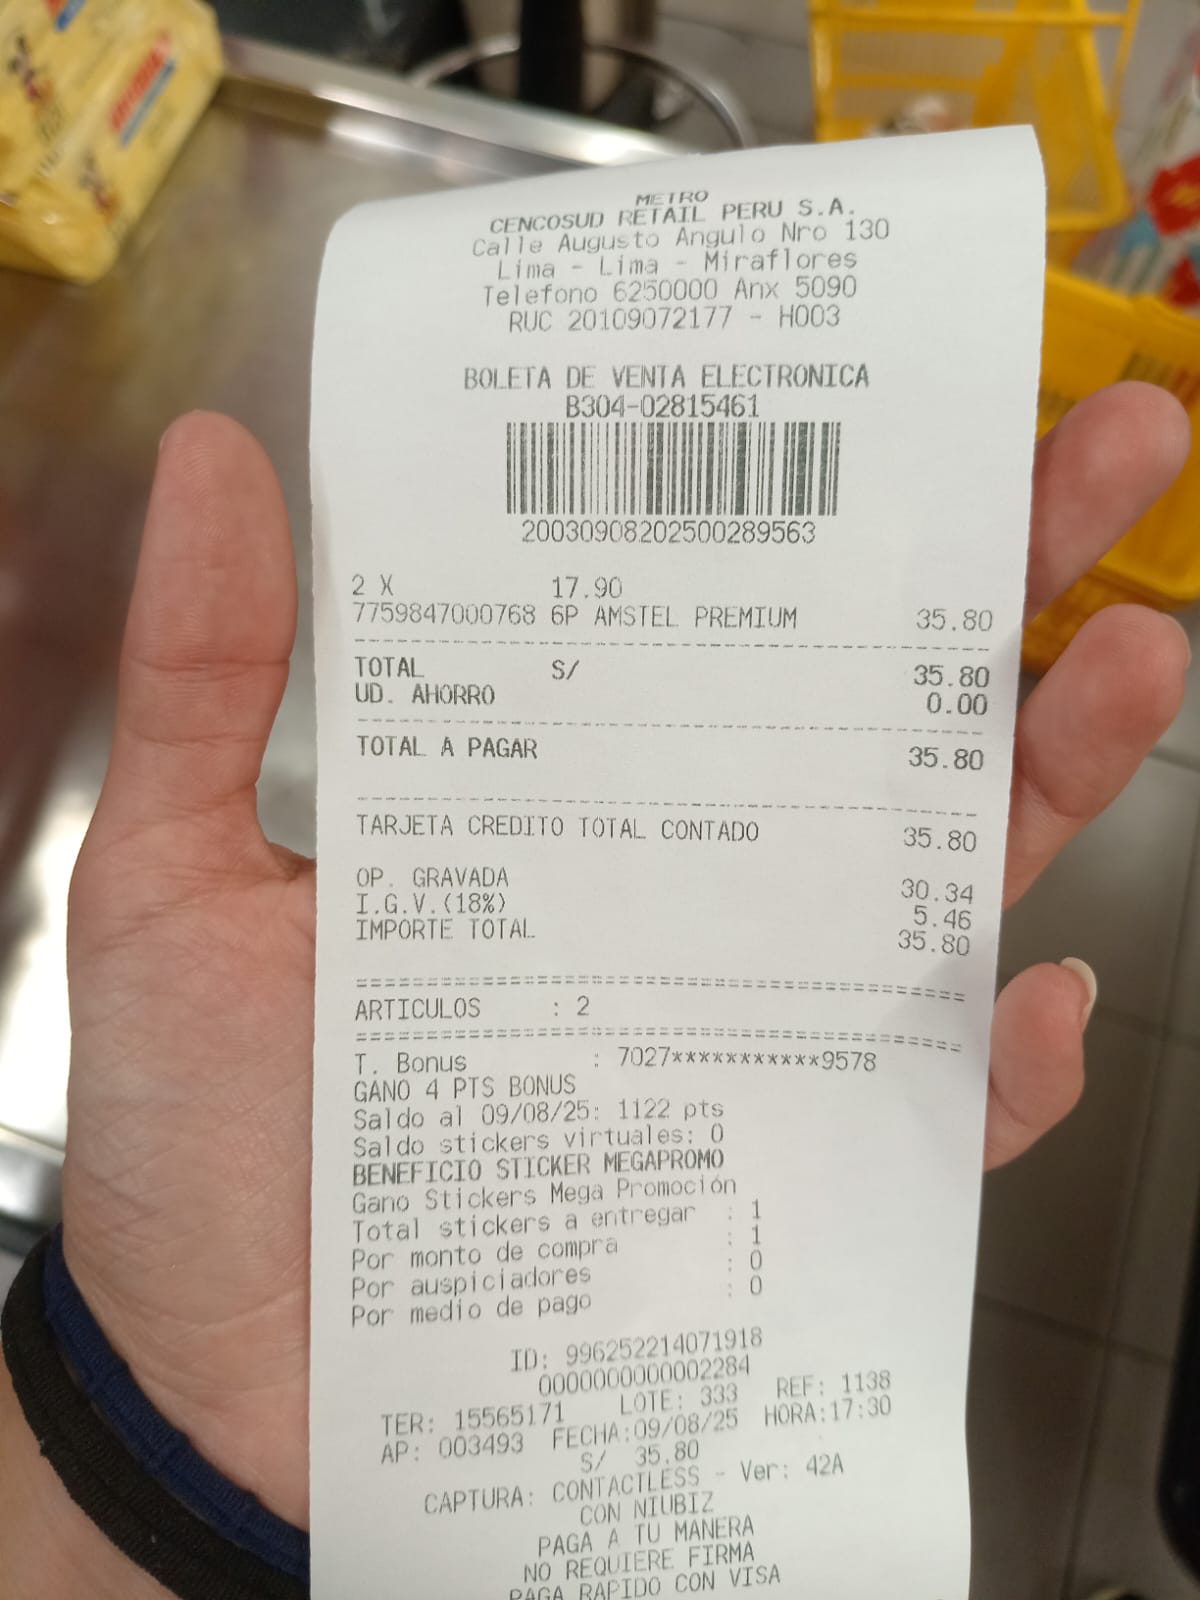 METRO
CENCOSUD RETAIL PERU S.A.
Calle Augusto Angulo Nro 130
Lima - Lima - Miraflores
Telefono 6250000 Anx 5090
RUC 20109072177 - H003
BOLETA DE VENTA ELECTRONICA
B304-02815461
20030908202500289563
2 X 17.90
7759847000768 6P AMSTEL PREMIUM 35.80
TOTAL S/ 35.80
UD. AHORRO 0.00
TOTAL A PAGAR 35.80
TARJETA CREDITO TOTAL CONTADO 35.80
OP. GRAVADA 30.34
I.G.V.(18%) 5.46
IMPORTE TOTAL 35.80
ARTICULOS : 2
T. Bonus : 7027***********9578
GANO 4 PTS BONUS
Saldo al 09/08/25: 1122 pts
Saldo stickers virtuales: 0
BENEFICIO STICKER MEGAPROMO
Gano Stickers Mega Promoción
Total stickers a entregar : 1
Por monto de compra : 1
Por auspiciadores : 0
Por medio de pago : 0
ID: 996252214071918
0000000000002284
TER: 15565171 LOTE: 333 REF: 1138
AP: 003493 FECHA:09/08/25 HORA:17:30
S/ 35.80
CAPTURA: CONTACTLESS - Ver: 42A
CON NIUBIZ
PAGA A TU MANERA
NO REQUIERE FIRMA
PAGA RAPIDO CON VISA